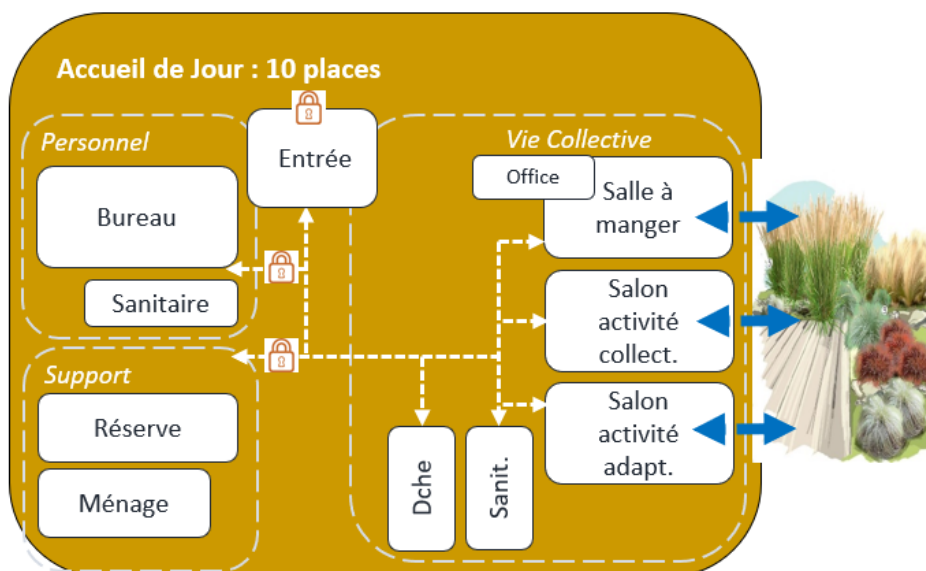 Accueil de Jour : 10 places
Personnel
Entrée
Vie Collective
Office
Salle à
manger
Bureau
Sanitaire
Salon
activité
collect.
Support
Réserve
Ménage
Salon
activité
adapt.
Dche
Sanit.